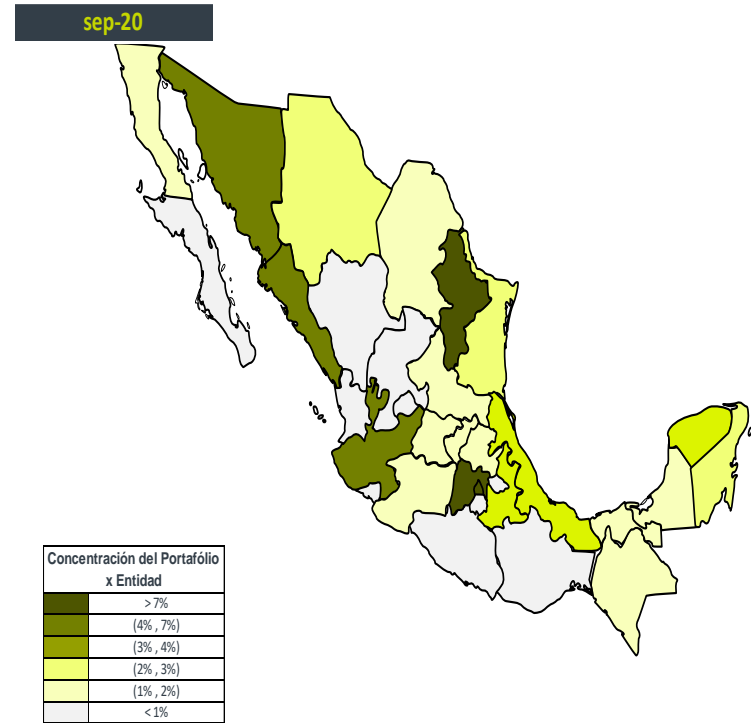 sep-20
Concentración del Portafólio
x Entidad
>7%
(4% , 7%)
(3% , 4%)
(2% , 3%)
(1% , 2%)
<1%